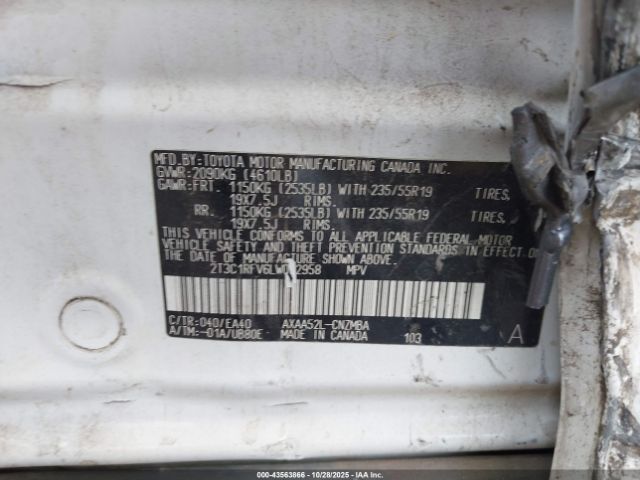 MFD.BY:TOYOTA MOTOR MANUFACTURING CANADA INC.
GVWR:2090KG (4610LB)
GAWR:FRT. 1150KG (2535LB) WITH 235/55R19 TIRES,
19X7.5J RIMS.
RR. 1150KG (2535LB) WITH 235/55R19 TIRES,
19X7.5J RIMS.
THIS VEHICLE CONFORMS TO ALL APPLICABLE FEDERAL MOTOR
VEHICLE SAFETY AND THEFT PREVENTION STANDARDS IN EFFECT ON
THE DATE OF MANUFACTURE SHOWN ABOVE.
MPV
C/TR:040/EA40 AXAA52L-CNZMBA
A/TM:-01A/UB80E MADE IN CANADA 103 A
000-43563866 - 10/28/2025 - IAAI.com